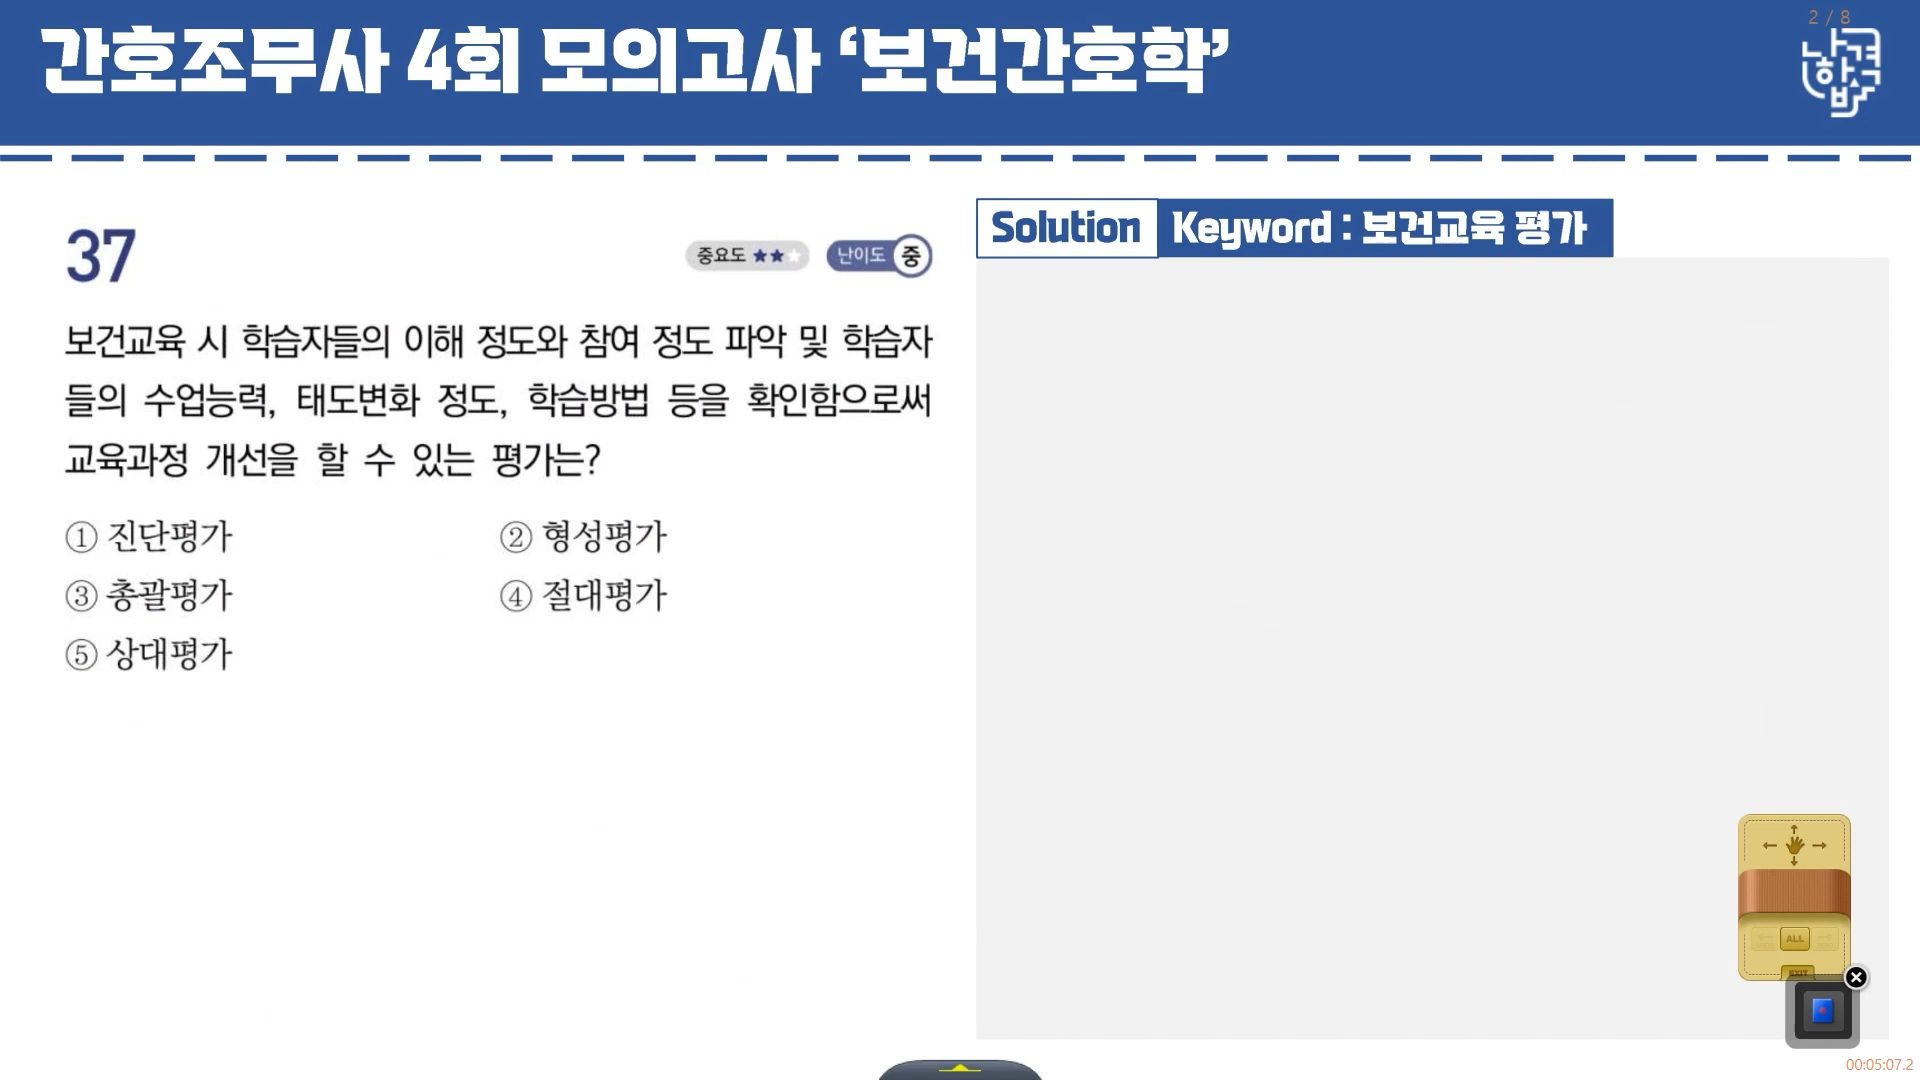 간호조무사 4회 모의고사 ‘보건간호학’
2 / 8
나합격
37
중요도 ★★★
난이도 중
보건교육 시 학습자들의 이해 정도와 참여 정도 파악 및 학습자
들의 수업능력, 태도변화 정도, 학습방법 등을 확인함으로써
교육과정 개선을 할 수 있는 평가는?
① 진단평가
② 형성평가
③ 총괄평가
④ 절대평가
⑤ 상대평가
Solution
Keyword : 보건교육 평가
ALL
EXIT
00:05:07.2